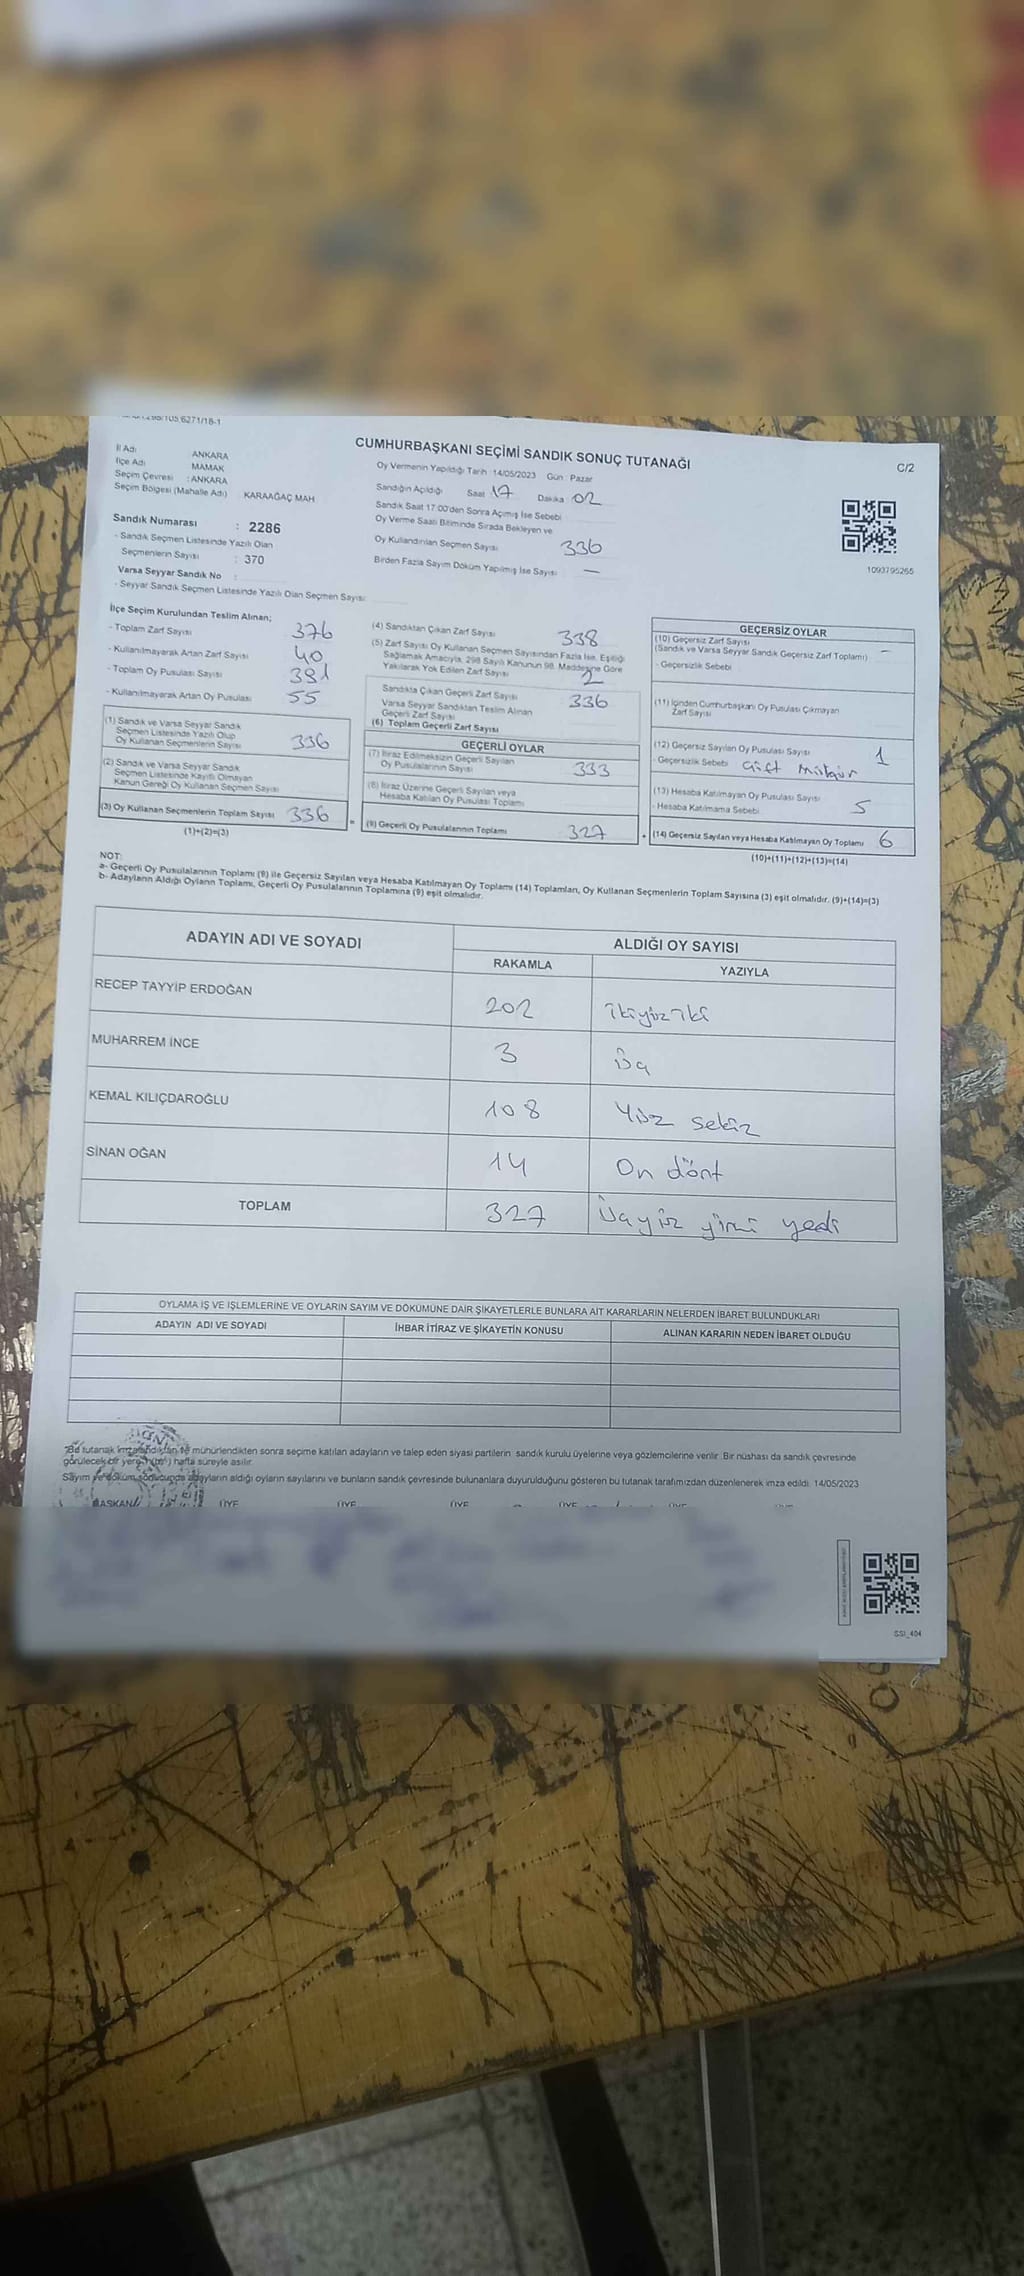 CUMHURBAŞKANI SEÇİMİ SANDIK SONUÇ TUTANAĞI
C/2
İl Adı ANKARA
İlçe Adı MAMAK
Seçim Çevresi : ANKARA
Seçim Bölgesi (Mahalle Adı) KARAAĞAÇ MAH
Sandık Numarası : 2286
- Sandık Seçmen Listesinde Yazılı Olan
Seçmenlerin Sayısı : 370
Varsa Seyyar Sandık No :
- Seyyar Sandık Seçmen Listesinde Yazılı Olan Seçmen Sayısı:
Oy Vermenin Yapıldığı Tarih :14/05/2023 Gün : Pazar
Sandığın Açıldığı Saat 17 Dakika 02
Sandık Saat 17:00'den Sonra Açılmış İse Sebebi
Oy Verme Saati Bitiminde Sırada Bekleyen ve
Oy Kullandırılan Seçmen Sayısı 336
Birden Fazla Sayım Döküm Yapılmış İse Sayısı : —
1093795265
İlçe Seçim Kurulundan Teslim Alınan;
- Toplam Zarf Sayısı 376
- Kullanılmayarak Artan Zarf Sayısı 40
- Toplam Oy Pusulası Sayısı 381
- Kullanılmayarak Artan Oy Pusulası 55
(1) Sandık ve Varsa Seyyar Sandık
Seçmen Listesinde Yazılı Olup
Oy Kullanan Seçmenlerin Sayısı 336
(2) Sandık ve Varsa Seyyar Sandık
Seçmen Listesinde Kayıtlı Olmayan
Kanun Gereği Oy Kullanan Seçmen Sayısı
(3) Oy Kullanan Seçmenlerin Toplam Sayısı 336
(1)+(2)=(3)
(4) Sandıktan Çıkan Zarf Sayısı 338
(5) Zarf Sayısı Oy Kullanan Seçmen Sayısından Fazla İse, Eşitliği
Sağlamak Amacıyla, 298 Sayılı Kanunun 98. Maddesine Göre
Yakılarak Yok Edilen Zarf Sayısı 2
Sandıkta Çıkan Geçerli Zarf Sayısı 336
Varsa Seyyar Sandıktan Teslim Alınan
Geçerli Zarf Sayısı
(6) Toplam Geçerli Zarf Sayısı
GEÇERLİ OYLAR
(7) İtiraz Edilmeksizin Geçerli Sayılan
Oy Pusulalarının Sayısı 333
(8) İtiraz Üzerine Geçerli Sayılan veya
Hesaba Katılan Oy Pusulası Toplamı
(9) Geçerli Oy Pusulalarının Toplamı 327
=
+
GEÇERSİZ OYLAR
(10) Geçersiz Zarf Sayısı
(Sandık ve Varsa Seyyar Sandık Geçersiz Zarf Toplamı) -
- Geçersizlik Sebebi
(11) İçinden Cumhurbaşkanı Oy Pusulası Çıkmayan
Zarf Sayısı
(12) Geçersiz Sayılan Oy Pusulası Sayısı 1
- Geçersizlik Sebebi Çift Mühür
(13) Hesaba Katılmayan Oy Pusulası Sayısı 5
- Hesaba Katılmama Sebebi
(14) Geçersiz Sayılan veya Hesaba Katılmayan Oy Toplamı 6
(10)+(11)+(12)+(13)=(14)
NOT:
a- Geçerli Oy Pusulalarının Toplamı (9) ile Geçersiz Sayılan veya Hesaba Katılmayan Oy Toplamı (14) Toplamları, Oy Kullanan Seçmenlerin Toplam Sayısına (3) eşit olmalıdır. (9)+(14)=(3)
b- Adayların Aldığı Oyların Toplamı, Geçerli Oy Pusulalarının Toplamına (9) eşit olmalıdır.
ADAYIN ADI VE SOYADI ALDIĞI OY SAYISI
RAKAMLA YAZIYLA
RECEP TAYYİP ERDOĞAN 202 ikiyüziki
MUHARREM İNCE 3 üç
KEMAL KILIÇDAROĞLU 108 Yüz sekiz
SİNAN OĞAN 14 On dört
TOPLAM 327 Üçyüz yirmi yedi
OYLAMA İŞ VE İŞLEMLERİNE VE OYLARIN SAYIM VE DÖKÜMÜNE DAİR ŞİKAYETLERLE BUNLARA AİT KARARLARIN NELERDEN İBARET BULUNDUKLARI
ADAYIN ADI VE SOYADI İHBAR İTİRAZ VE ŞİKAYETİN KONUSU ALINAN KARARIN NEDEN İBARET OLDUĞU
*Bu tutanak imzalandıktan ve mühürlendikten sonra seçime katılan adayların ve talep eden siyasi partilerin sandık kurulu üyelerine veya gözlemcilerine verilir. Bir nüshası da sandık çevresinde
görülecek bir yere bir hafta süreyle asılır.
Sayım ve döküm sonucunda adayların aldığı oyların sayılarını ve bunların sandık çevresinde bulunanlara duyurulduğunu gösteren bu tutanak tarafımızdan düzenlenerek imza edildi. 14/05/2023
BAŞKAN ÜYE ÜYE ÜYE ÜYE ÜYE ÜYE
SSI_404